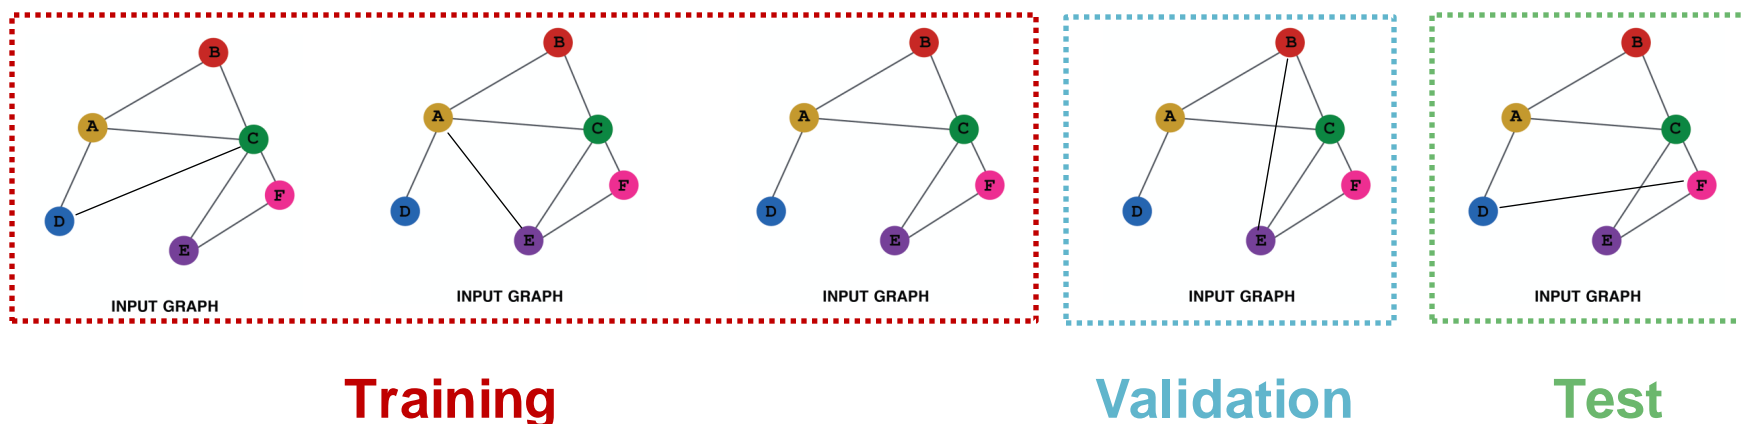 B
A
C
F
D
E
INPUT GRAPH
B
A
C
F
D
E
INPUT GRAPH
B
A
C
F
D
E
INPUT GRAPH
B
A
C
F
D
E
INPUT GRAPH
B
A
C
F
D
E
INPUT GRAPH
Training
Validation
Test